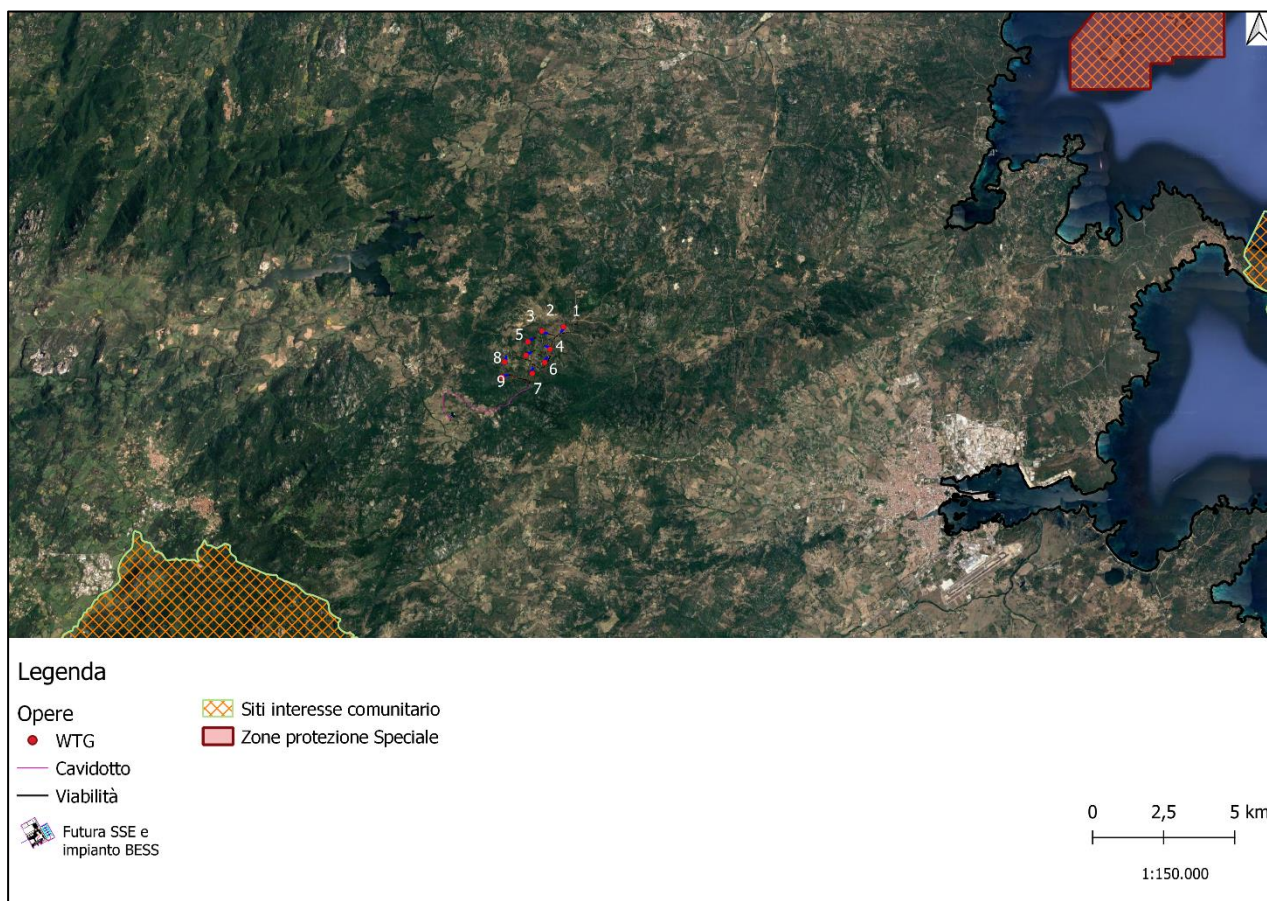 3 2 1
5 4
8 6
9 7
Legenda
Opere
WTG
Cavidotto
Viabilità
Futura SSE e
impianto BESS
Siti interesse comunitario
Zone protezione Speciale
0 2,5 5 km
1:150.000